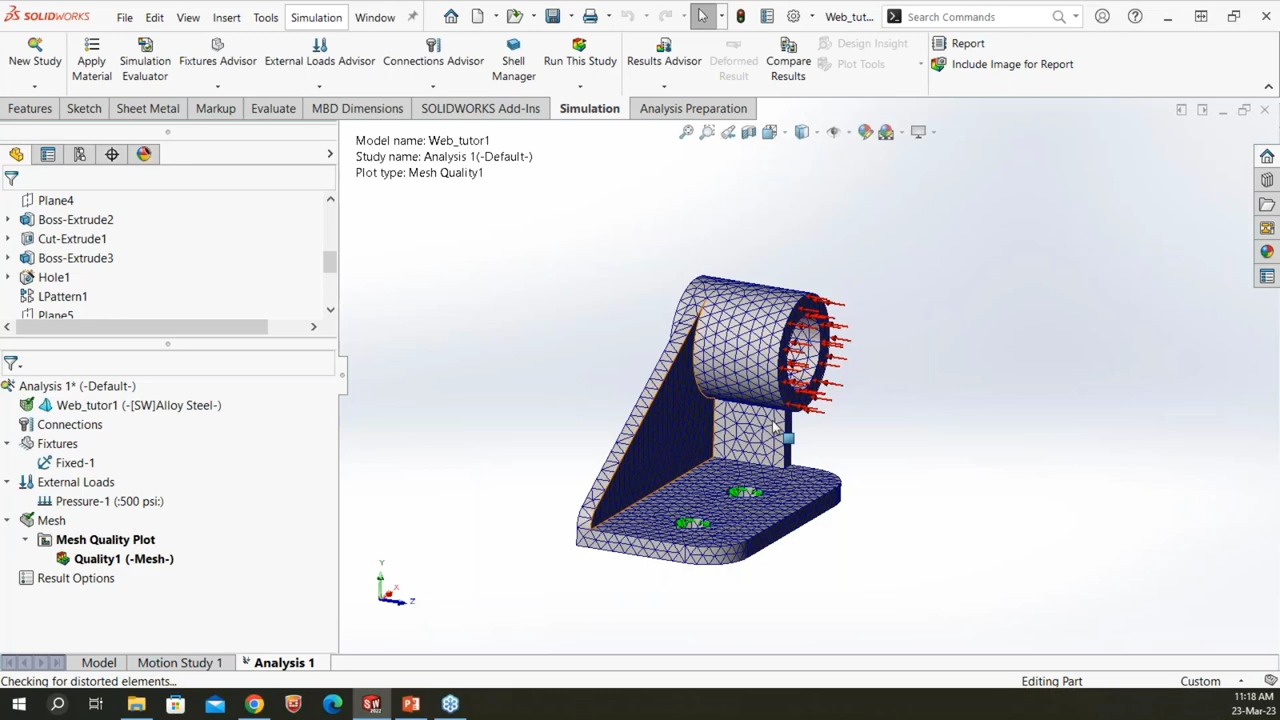 SOLIDWORKS File Edit View Insert Tools Simulation Window Web_tut... Search Commands
New Study Apply Material Simulation Evaluator Fixtures Advisor External Loads Advisor Connections Advisor Shell Manager Run This Study Results Advisor Deformed Result Compare Results Design Insight Plot Tools Report Include Image for Report
Features Sketch Sheet Metal Markup Evaluate MBD Dimensions SOLIDWORKS Add-Ins Simulation Analysis Preparation
Model name: Web_tutor1
Study name: Analysis 1(-Default-)
Plot type: Mesh Quality1
Plane4
Boss-Extrude2
Cut-Extrude1
Boss-Extrude3
Hole1
LPattern1
Plane5
Analysis 1* (-Default-)
Web_tutor1 (-[SW]Alloy Steel-)
Connections
Fixtures
Fixed-1
External Loads
Pressure-1 (:500 psi:)
Mesh
Mesh Quality Plot
Quality1 (-Mesh-)
Result Options
Y
X
Z
Model Motion Study 1 Analysis 1
Checking for distorted elements... Editing Part Custom
11:18 AM
23-Mar-23